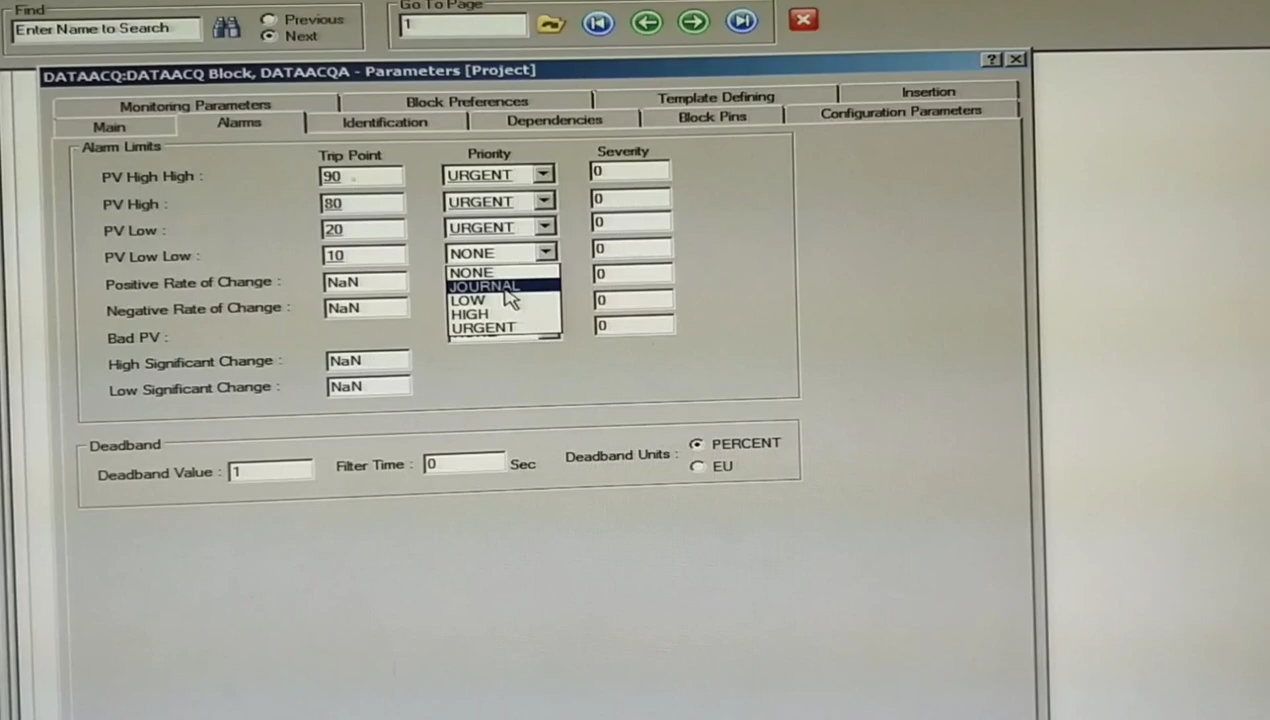 Find
Enter Name to Search
Previous
Next
Go To Page
1
DATAACQ:DATAACQ Block, DATAACQA - Parameters [Project]
Monitoring Parameters
Block Preferences
Template Defining
Insertion
Main
Alarms
Identification
Dependencies
Block Pins
Configuration Parameters
Alarm Limits
Trip Point
Priority
Severity
PV High High : 90 URGENT 0
PV High : 80 URGENT 0
PV Low : 20 URGENT 0
PV Low Low : 10 NONE 0
Positive Rate of Change : NaN 0
Negative Rate of Change : NaN 0
Bad PV : 0
NONE
JOURNAL
LOW
HIGH
URGENT
High Significant Change : NaN
Low Significant Change : NaN
Deadband
Deadband Value : 1 Filter Time : 0 Sec Deadband Units : PERCENT
EU